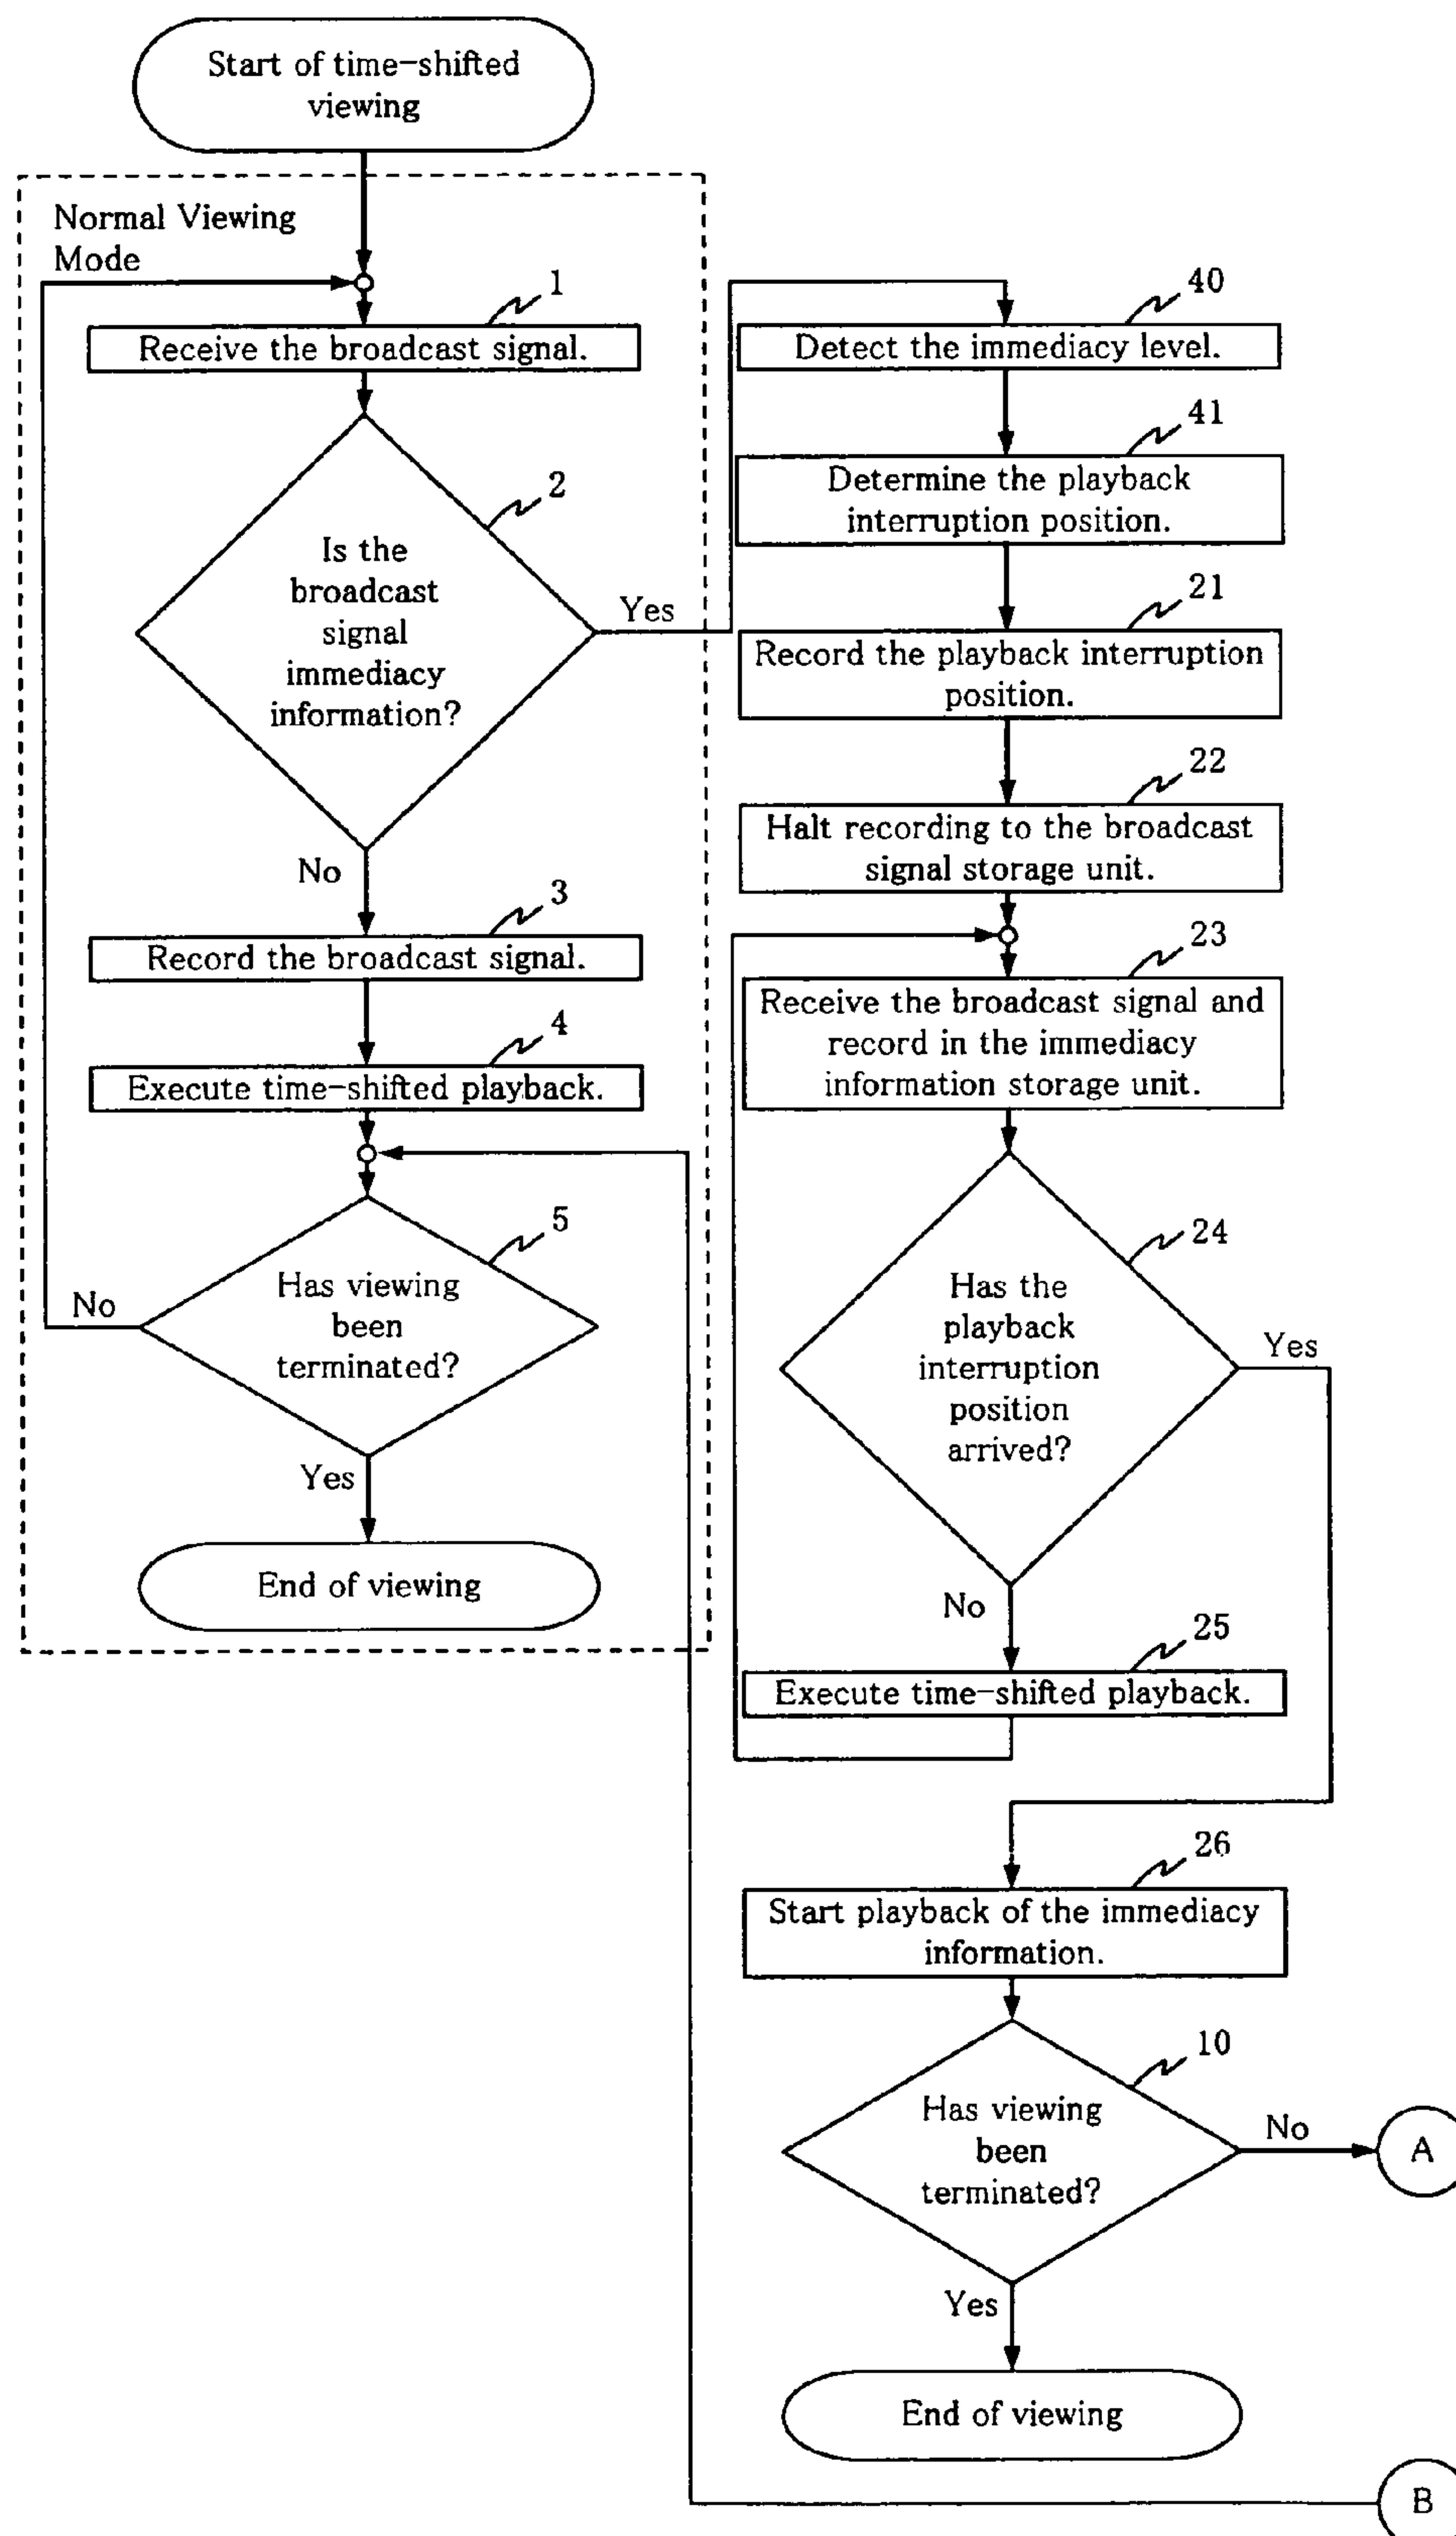 Start of time-shifted
viewing
Normal Viewing
Mode
1
Receive the broadcast signal.
2
Is the
broadcast
signal
immediacy
information?
Yes
No
3
Record the broadcast signal.
4
Execute time-shifted playback.
5
Has viewing
been
terminated?
No
Yes
End of viewing
40
Detect the immediacy level.
41
Determine the playback
interruption position.
21
Record the playback interruption
position.
22
Halt recording to the broadcast
signal storage unit.
23
Receive the broadcast signal and
record in the immediacy
information storage unit.
24
Has the
playback
interruption
position
arrived?
Yes
No
25
Execute time-shifted playback.
26
Start playback of the immediacy
information.
10
Has viewing
been
terminated?
No
A
Yes
End of viewing
B